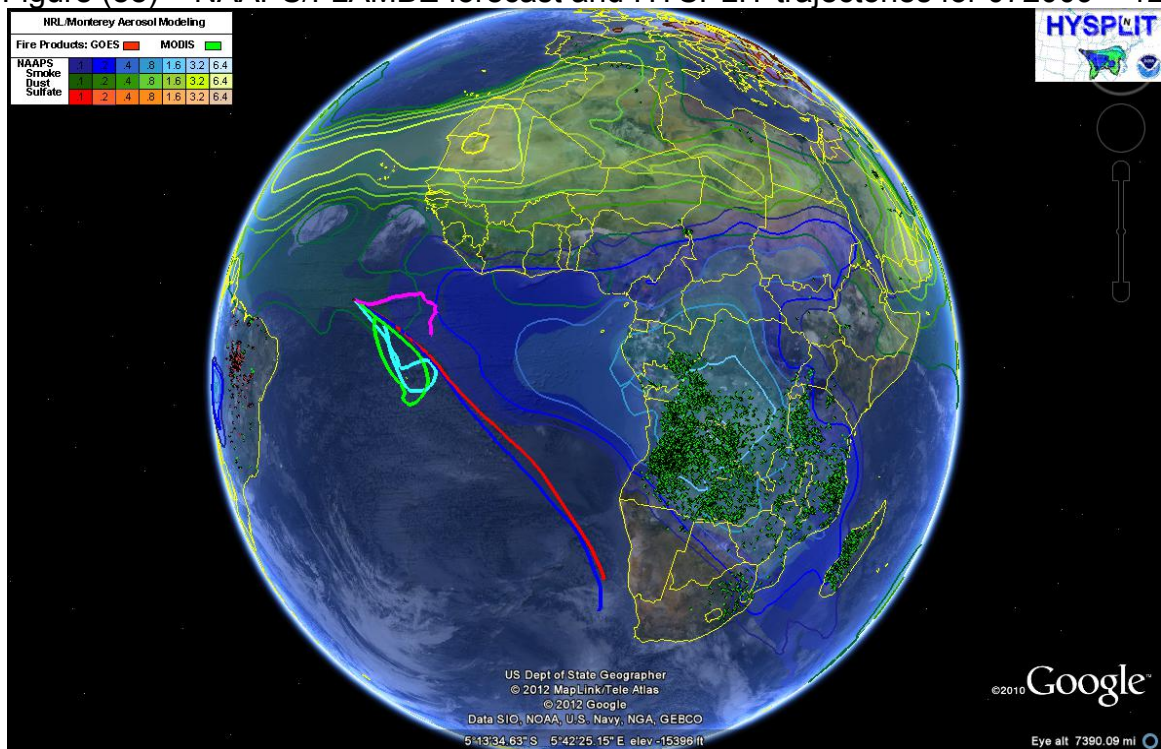 NRL/Monterey Aerosol Modeling
Fire Products: GOES MODIS
NAAPS
Smoke .1 .2 .4 .8 1.6 3.2 6.4
Dust .1 .2 .4 .8 1.6 3.2 6.4
Sulfate .1 .2 .4 .8 1.6 3.2 6.4
HYSPLIT
N
US Dept of State Geographer
© 2012 MapLink/Tele Atlas
© 2012 Google
Data SIO, NOAA, U.S. Navy, NGA, GEBCO
©2010 Google
5°13'34.63" S 5°42'25.15" E elev -15396 ft
Eye alt 7390.09 mi